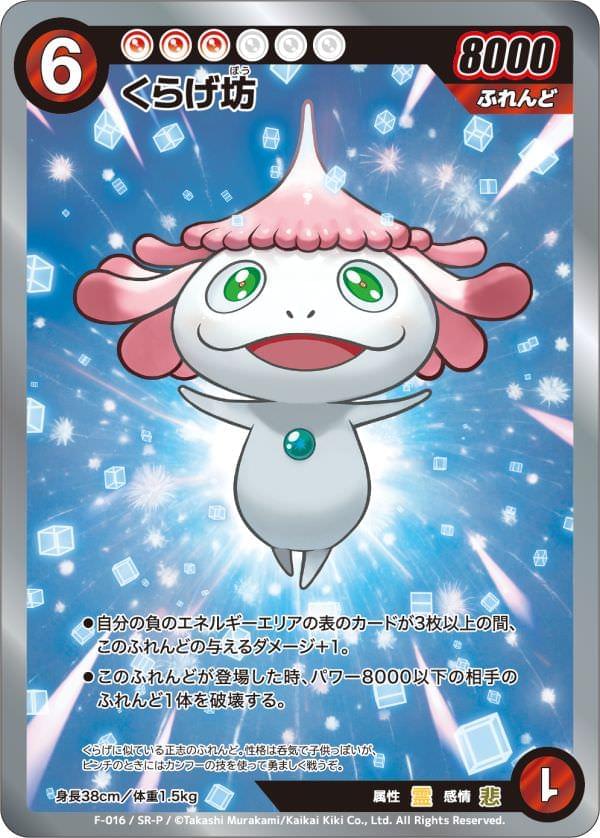 6
8000
ぼう
くらげ坊
ふれんど
●自分の負のエネルギーエリアの表のカードが3枚以上の間、
このふれんどの与えるダメージ+1。
●このふれんどが登場した時、パワー8000以下の相手の
ふれんど1体を破壊する。
くらげに似ている正志のふれんど。性格は呑気で子供っぽいが、
ピンチのときにはカンフーの技を使って勇ましく戦うぞ。
身長38cm/体重1.5kg
属性 霊 感情 悲
1
F-016 / SR-P / ©Takashi Murakami/Kaikai Kiki Co., Ltd. All Rights Reserved.